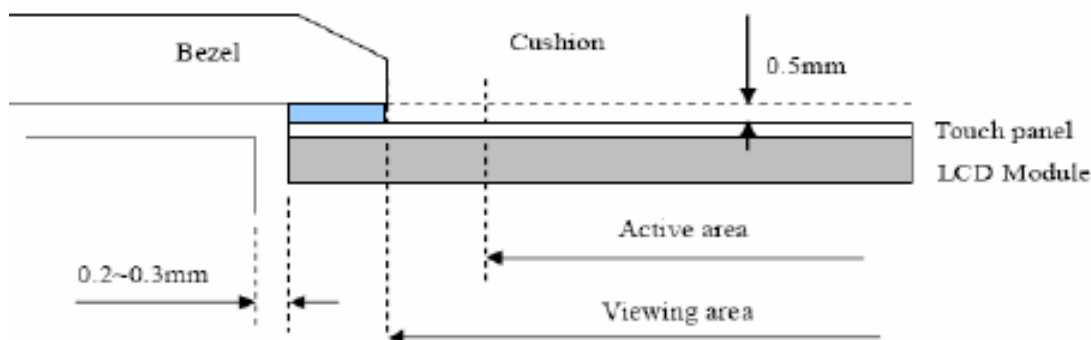 Bezel
Cushion
0.5mm
Touch panel
LCD Module
Active area
0.2~0.3mm
Viewing area